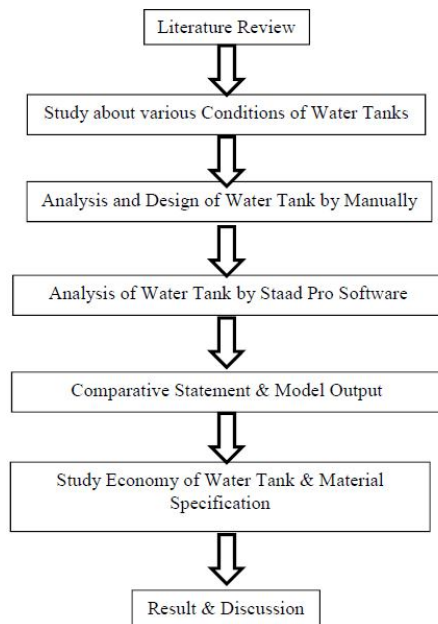 Literature Review
Study about various Conditions of Water Tanks
Analysis and Design of Water Tank by Manually
Analysis of Water Tank by Staad Pro Software
Comparative Statement & Model Output
Study Economy of Water Tank & Material
Specification
Result & Discussion